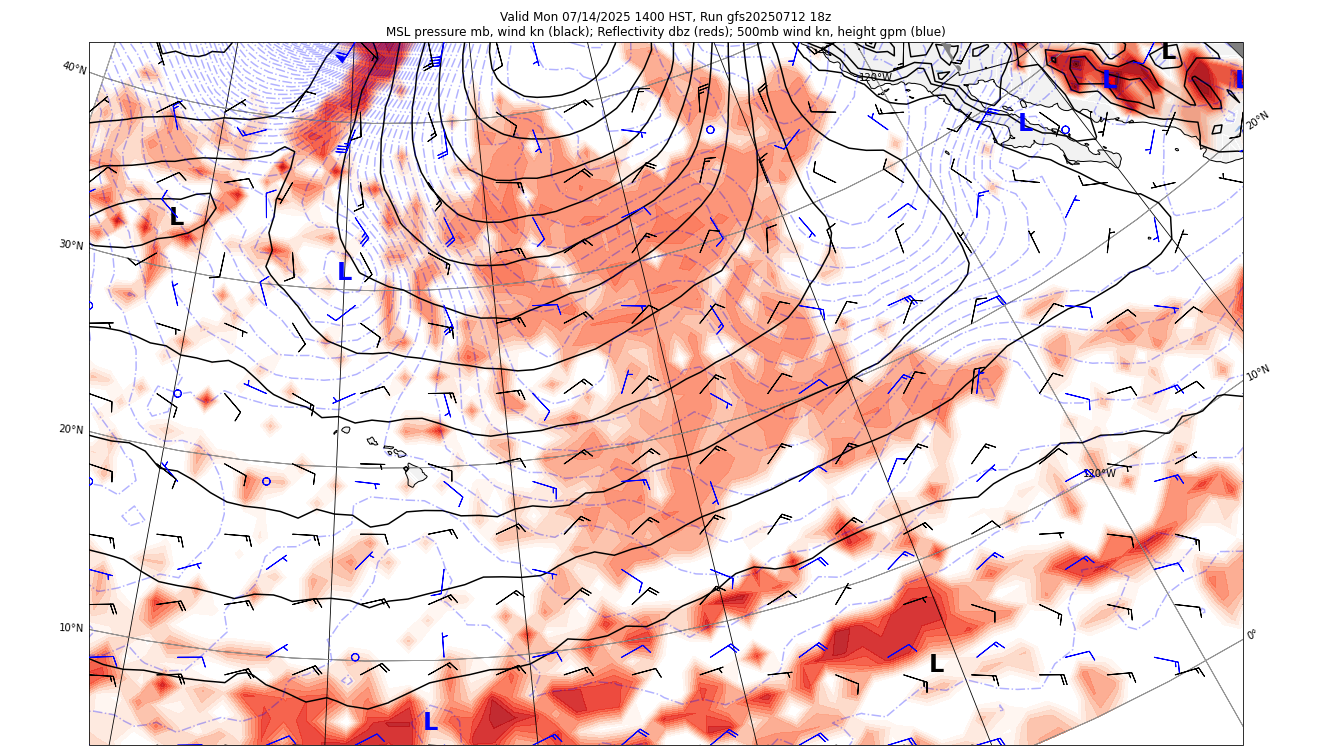 Valid Mon 07/14/2025 1400 HST, Run gfs20250712 18z
MSL pressure mb, wind kn (black); Reflectivity dbz (reds); 500mb wind kn, height gpm (blue)
L
40°N
120°W
L
L
L
20°N
L
30°N
L
10°N
20°N
120°W
10°N
0°
L
L